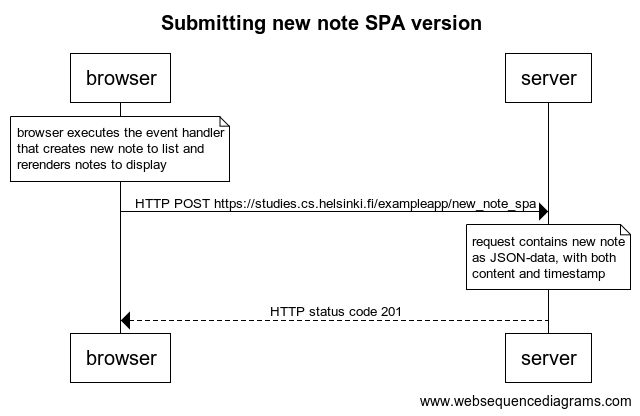 Submitting new note SPA version
browser
server
browser executes the event handler
that creates new note to list and
rerenders notes to display
HTTP POST https://studies.cs.helsinki.fi/exampleapp/new_note_spa
request contains new note
as JSON-data, with both
content and timestamp
HTTP status code 201
browser
server
www.websequencediagrams.com